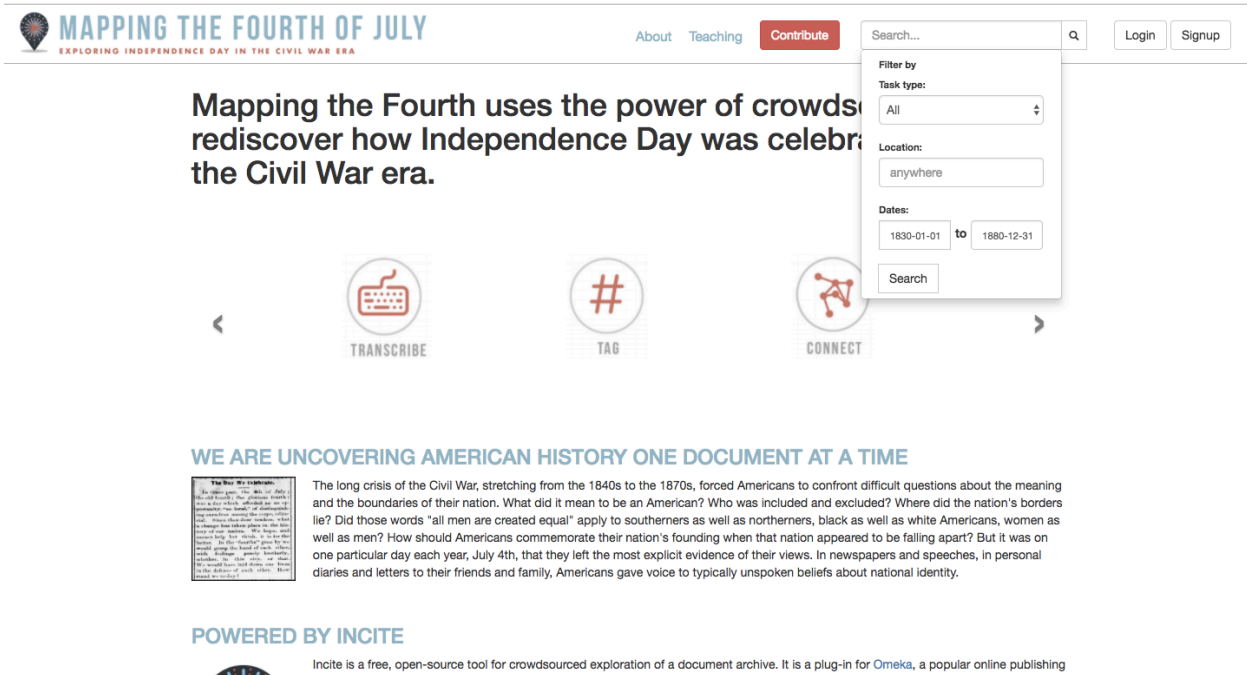 MAPPING THE FOURTH OF JULY
EXPLORING INDEPENDENCE DAY IN THE CIVIL WAR ERA
About Teaching Contribute Search... Login Signup
Filter by
Task type:
All
Location:
anywhere
Dates:
1830-01-01 to 1880-12-31
Search
Mapping the Fourth uses the power of crowds
rediscover how Independence Day was celebra
the Civil War era.
TRANSCRIBE
TAG
CONNECT
WE ARE UNCOVERING AMERICAN HISTORY ONE DOCUMENT AT A TIME
The Day We Celebrate.
The long crisis of the Civil War, stretching from the 1840s to the 1870s, forced Americans to confront difficult questions about the meaning
and the boundaries of their nation. What did it mean to be an American? Who was included and excluded? Where did the nation's borders
lie? Did those words "all men are created equal" apply to southerners as well as northerners, black as well as white Americans, women as
well as men? How should Americans commemorate their nation's founding when that nation appeared to be falling apart? But it was on
one particular day each year, July 4th, that they left the most explicit evidence of their views. In newspapers and speeches, in personal
diaries and letters to their friends and family, Americans gave voice to typically unspoken beliefs about national identity.
POWERED BY INCITE
Incite is a free, open-source tool for crowdsourced exploration of a document archive. It is a plug-in for Omeka, a popular online publishing